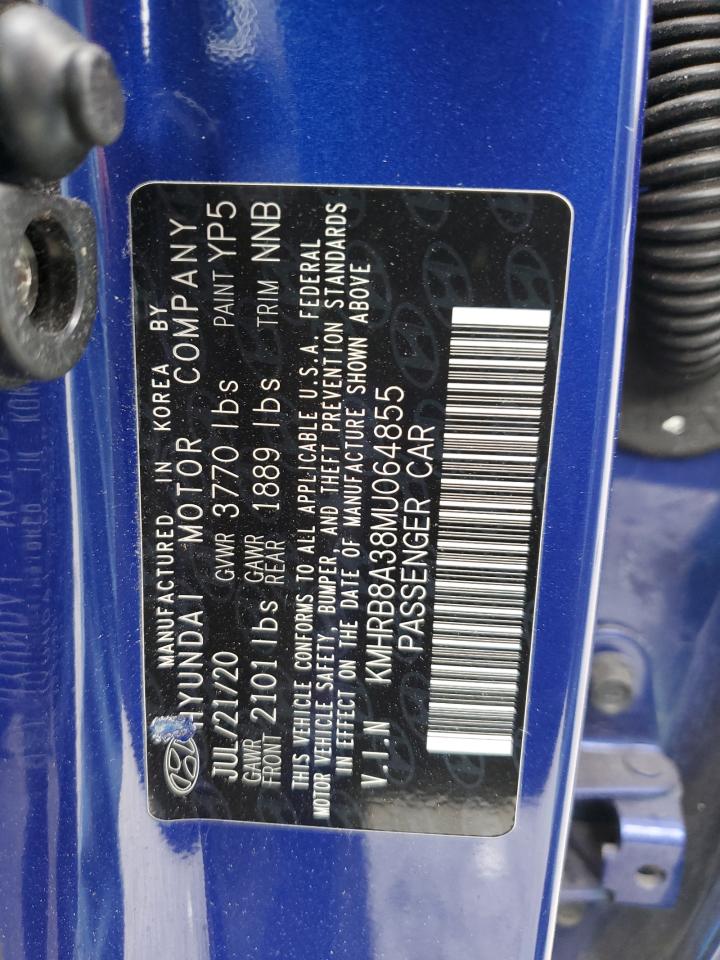 MANUFACTURED IN KOREA BY
HYUNDAI MOTOR COMPANY
JUL/21/20 GVWR 3770 lbs PAINT YP5
GAWR FRONT 2101 lbs GAWR REAR 1889 lbs TRIM NNB
THIS VEHICLE CONFORMS TO ALL APPLICABLE U.S.A. FEDERAL
MOTOR VEHICLE SAFETY, BUMPER, AND THEFT PREVENTION STANDARDS
IN EFFECT ON THE DATE OF MANUFACTURE SHOWN ABOVE
V.I.N KMHRB8A38MU064855
PASSENGER CAR